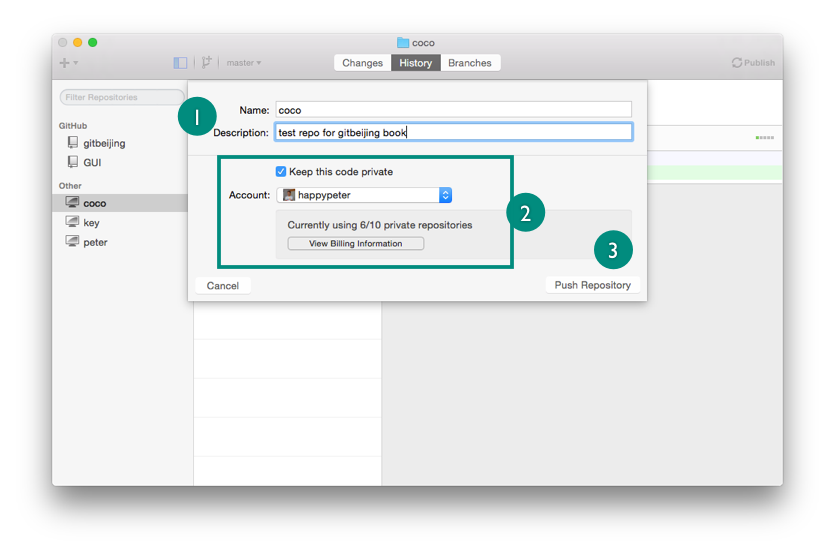 coco
master
Changes
History
Branches
Publish
Filter Repositories
1
Name:
coco
Description:
test repo for gitbeijing book
GitHub
gitbeijing
GUI
Other
coco
key
peter
Keep this code private
Account:
happypeter
2
Currently using 6/10 private repositories
View Billing Information
3
Cancel
Push Repository